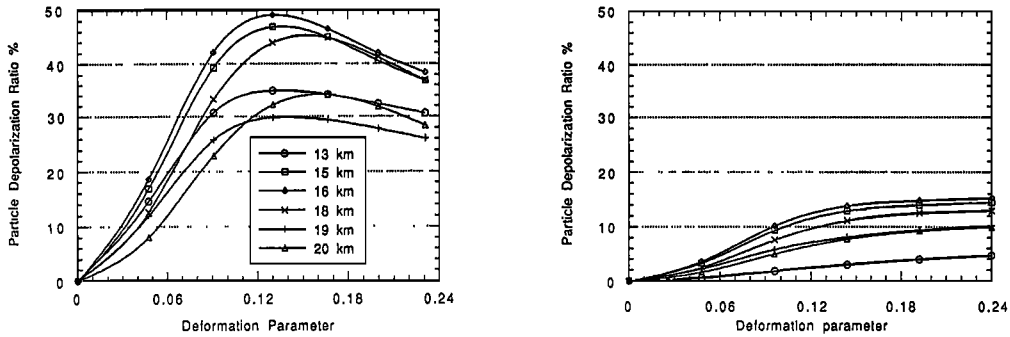 Particle Depolarization Ratio %
50
40
30
20
10
0
13 km
15 km
16 km
18 km
19 km
20 km
0
0.06
0.12
0.18
0.24
Deformation Parameter
Particle Depolarization Ratio %
50
40
30
20
10
0
0
0.06
0.12
0.18
0.24
Deformation parameter